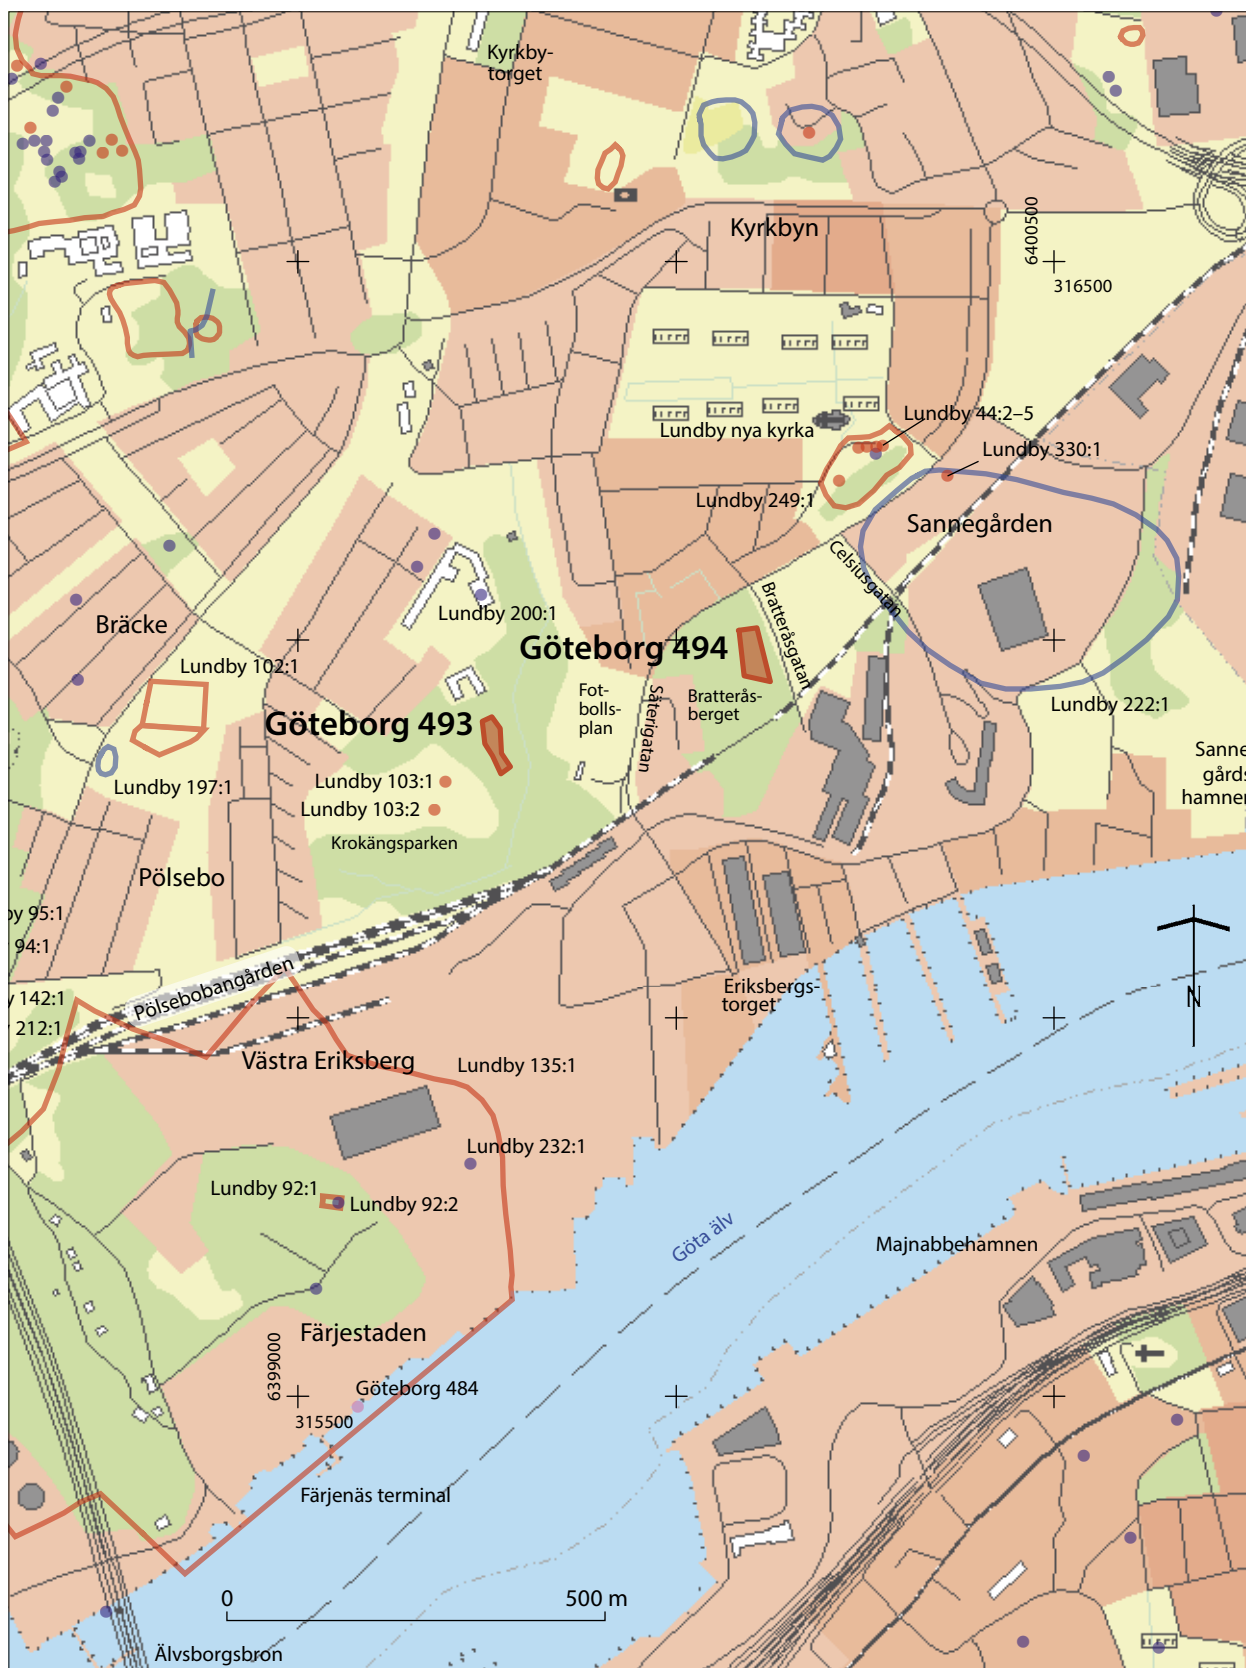 Kyrkby-
torget
Kyrkbyn
6400500
316500
Lundby 44:2–5
Lundby nya kyrka
Lundby 330:1
Lundby 249:1
Sannegården
Celsiusgatan
Bratteråsgatan
Lundby 200:1
Bräcke
Göteborg 494
Lundby 102:1
Fot-
bolls-
plan
Säterigatan
Bratterås-
berget
Lundby 222:1
Göteborg 493
Sanne
gårds
hamnen
Lundby 197:1
Lundby 103:1
Lundby 103:2
Krokängsparken
Pölsebo
by 95:1
94:1
Pölsebobangården
Eriksbergs-
torget
N
y 142:1
212:1
Västra Eriksberg
Lundby 135:1
Lundby 232:1
Lundby 92:1
Lundby 92:2
Göta älv
Majnabbehamnen
Färjestaden
6399000
315500
Göteborg 484
Färjenäs terminal
0
500 m
Älvsborgsbron